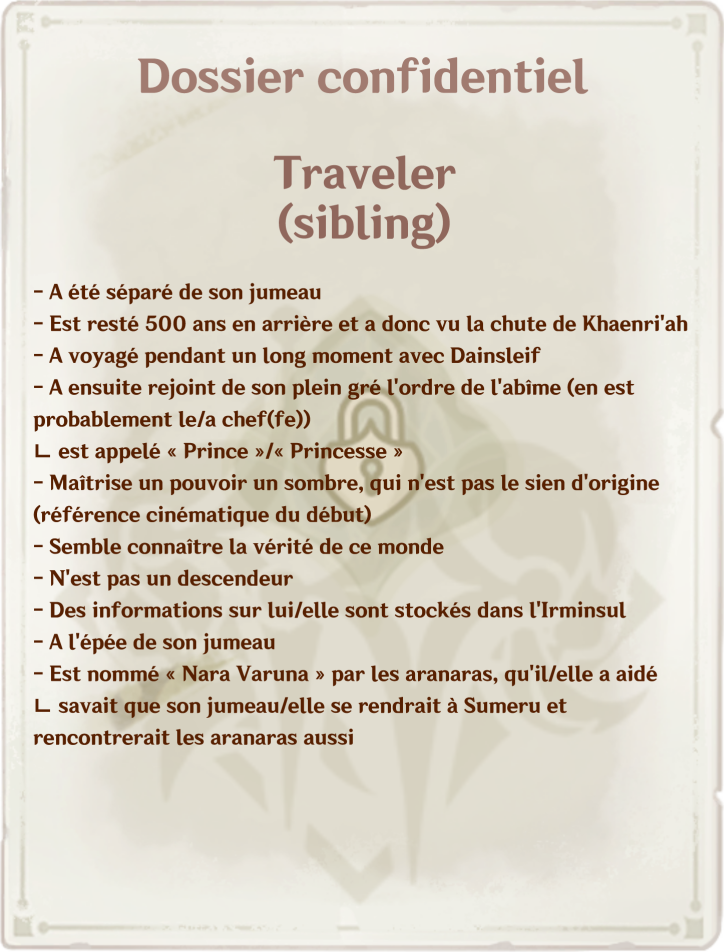 Dossier confidentiel
Traveler
(sibling)
- A été séparé de son jumeau
- Est resté 500 ans en arrière et a donc vu la chute de Khaenri'ah
- A voyagé pendant un long moment avec Dainsleif
- A ensuite rejoint de son plein gré l'ordre de l'abîme (en est
probablement le/a chef(fe))
∟ est appelé « Prince »/« Princesse »
- Maîtrise un pouvoir un sombre, qui n'est pas le sien d'origine
(référence cinématique du début)
- Semble connaître la vérité de ce monde
- N'est pas un descendeur
- Des informations sur lui/elle sont stockés dans l'Irminsul
- A l'épée de son jumeau
- Est nommé « Nara Varuna » par les aranaras, qu'il/elle a aidé
∟ savait que son jumeau/elle se rendrait à Sumeru et
rencontrerait les aranaras aussi